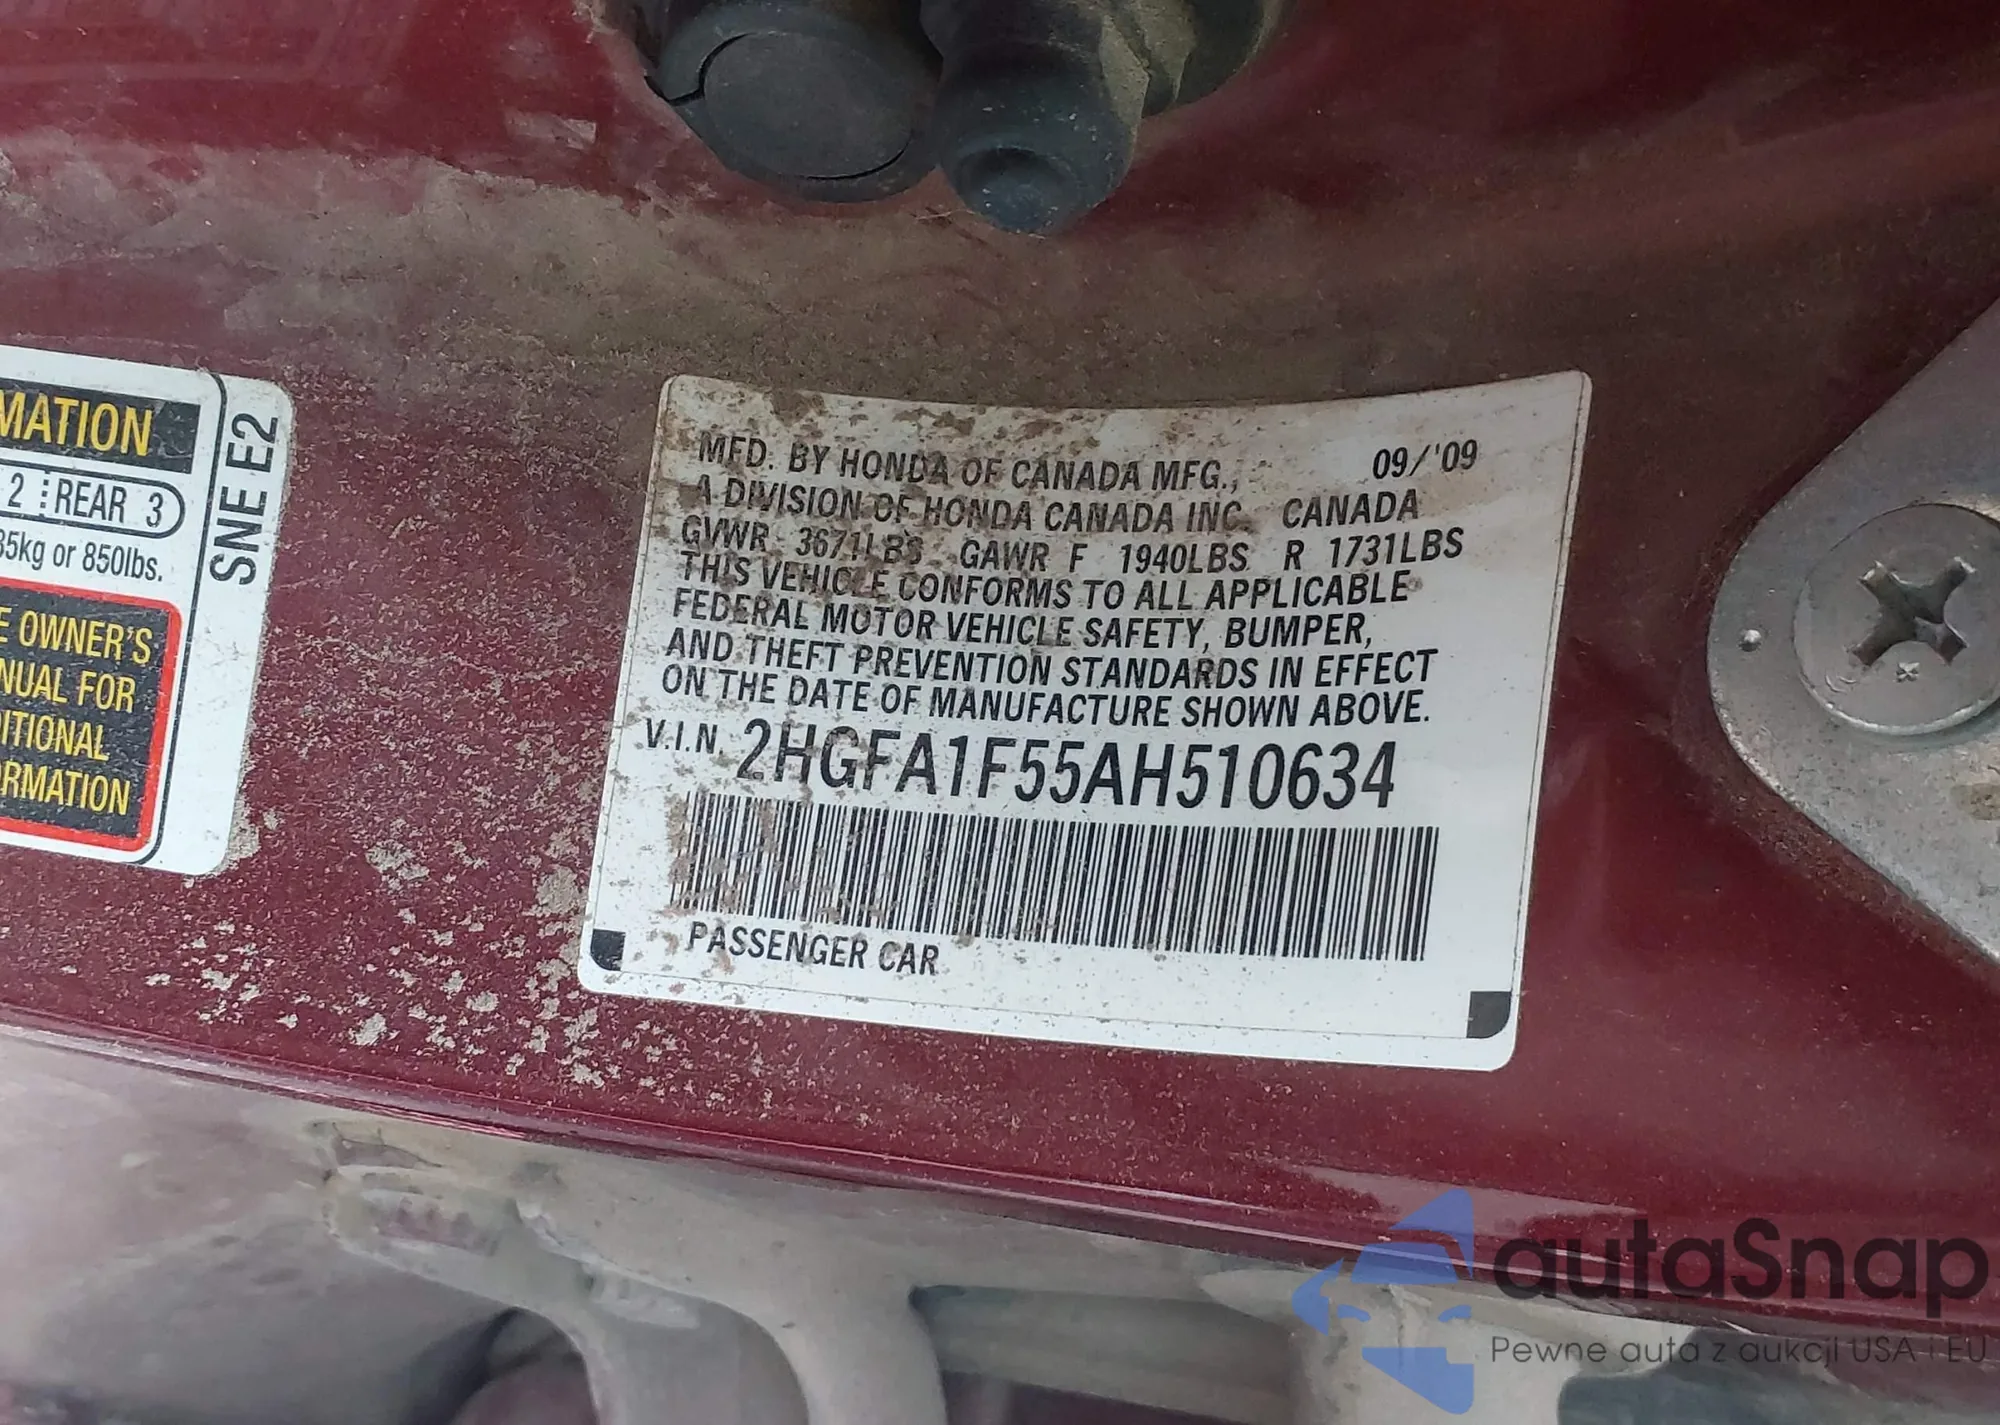 MATION
2 REAR 3
35kg or 850lbs.
E OWNER'S
NUAL FOR
DITIONAL
ORMATION
SNE E2
MFD. BY HONDA OF CANADA MFG., 09/'09
A DIVISION OF HONDA CANADA INC. CANADA
GVWR 3671LBS GAWR F 1940LBS R 1731LBS
THIS VEHICLE CONFORMS TO ALL APPLICABLE
FEDERAL MOTOR VEHICLE SAFETY, BUMPER,
AND THEFT PREVENTION STANDARDS IN EFFECT
ON THE DATE OF MANUFACTURE SHOWN ABOVE.
V.I.N. 2HGFA1F55AH510634
PASSENGER CAR
autaSnap
Pewne auta z aukcji USA i EU